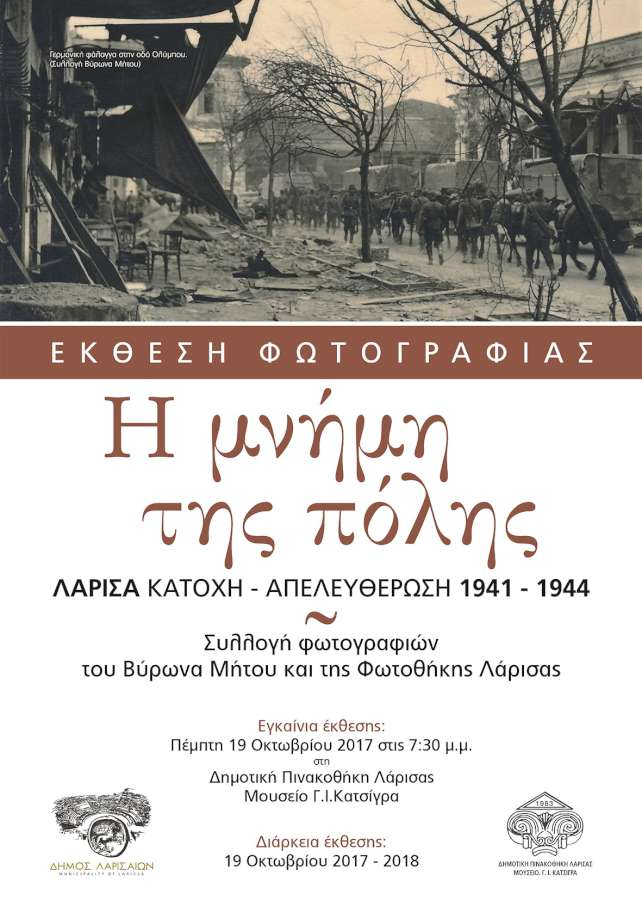 Γερμανική φάλαγγα στην οδό Ολύμπου.
(Συλλογή Βύρωνα Μήτου)
ΕΚΘΕΣΗ ΦΩΤΟΓΡΑΦΙΑΣ
Η μνήμη
της πόλης
ΛΑΡΙΣΑ ΚΑΤΟΧΗ - ΑΠΕΛΕΥΘΕΡΩΣΗ 1941 - 1944
~
Συλλογή φωτογραφιών
του Βύρωνα Μήτου και της Φωτοθήκης Λάρισας
Εγκαίνια έκθεσης:
Πέμπτη 19 Οκτωβρίου 2017 στις 7:30 μ.μ.
στη
Δημοτική Πινακοθήκη Λάρισας
Μουσείο Γ.Ι.Κατσίγρα
Διάρκεια έκθεσης:
19 Οκτωβρίου 2017 - 2018
ΔΗΜΟΣ ΛΑΡΙΣΑΙΩΝ
MUNICIPALITY OF LARISSA
1983
ΔΗΜΟΤΙΚΗ ΠΙΝΑΚΟΘΗΚΗ ΛΑΡΙΣΑΣ
ΜΟΥΣΕΙΟ. Γ. Ι. ΚΑΤΣΙΓΡΑ